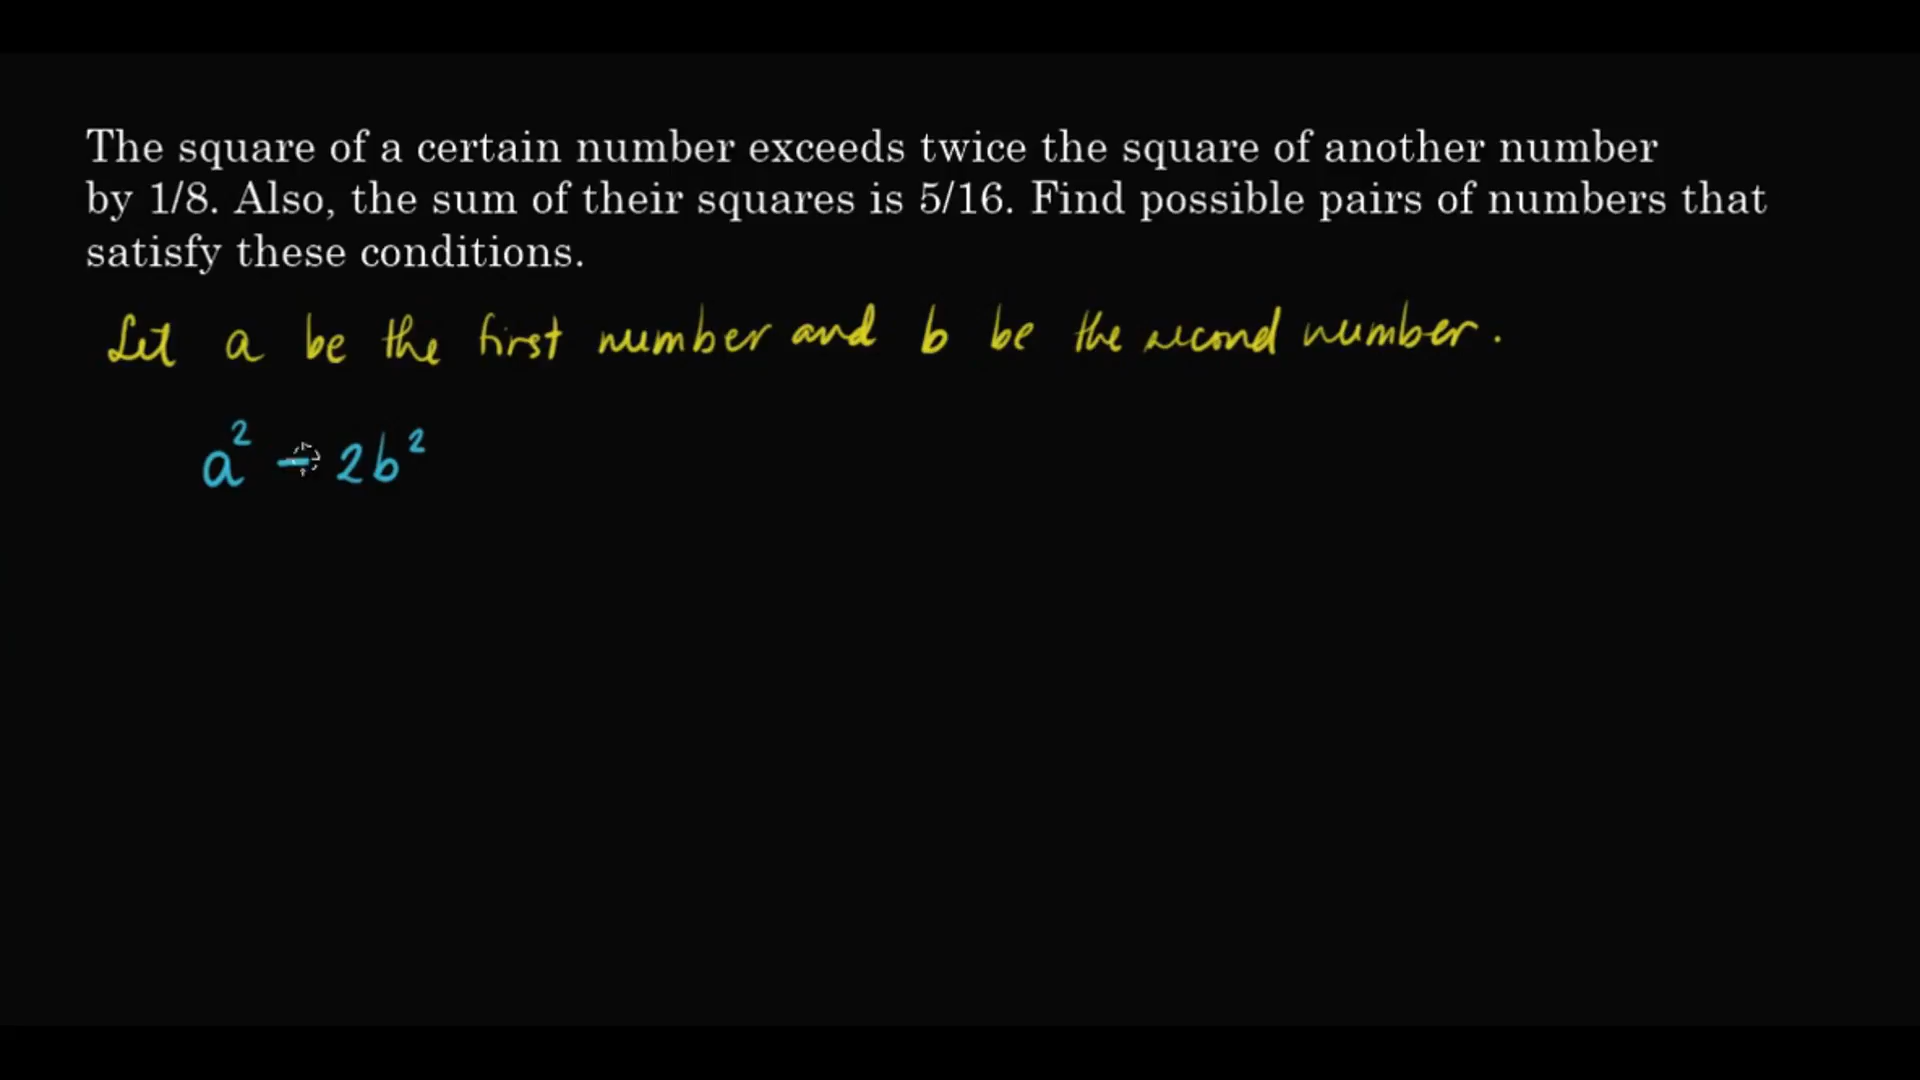 The square of a certain number exceeds twice the square of another number
by 1/8. Also, the sum of their squares is 5/16. Find possible pairs of numbers that
satisfy these conditions.
Let a be the first number and b be the second number.
a² - 2b²